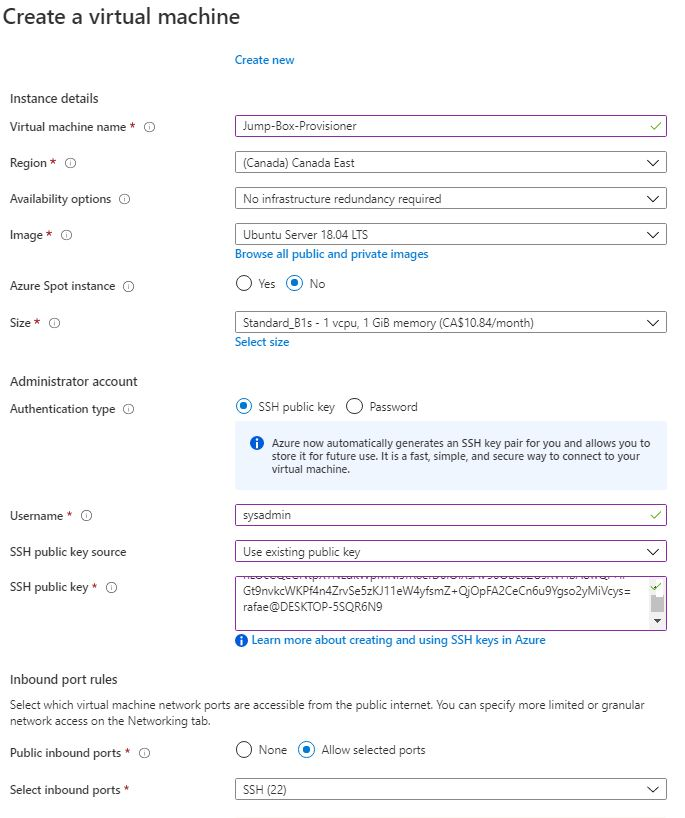 Create a virtual machine
Create new
Instance details
Virtual machine name * Jump-Box-Provisioner
Region * (Canada) Canada East
Availability options No infrastructure redundancy required
Image * Ubuntu Server 18.04 LTS
Browse all public and private images
Azure Spot instance Yes No
Size * Standard_B1s - 1 vcpu, 1 GiB memory (CA$10.84/month)
Select size
Administrator account
Authentication type SSH public key Password
Azure now automatically generates an SSH key pair for you and allows you to
store it for future use. It is a fast, simple, and secure way to connect to your
virtual machine.
Username * sysadmin
SSH public key source Use existing public key
SSH public key *
Gt9nvkcWKPf4n4ZrvSe5zKJ11eW4yfsmZ+QjOpFA2CeCn6u9Ygso2yMiVcys=
rafae@DESKTOP-5SQR6N9
Learn more about creating and using SSH keys in Azure
Inbound port rules
Select which virtual machine network ports are accessible from the public internet. You can specify more limited or granular
network access on the Networking tab.
Public inbound ports * None Allow selected ports
Select inbound ports * SSH (22)